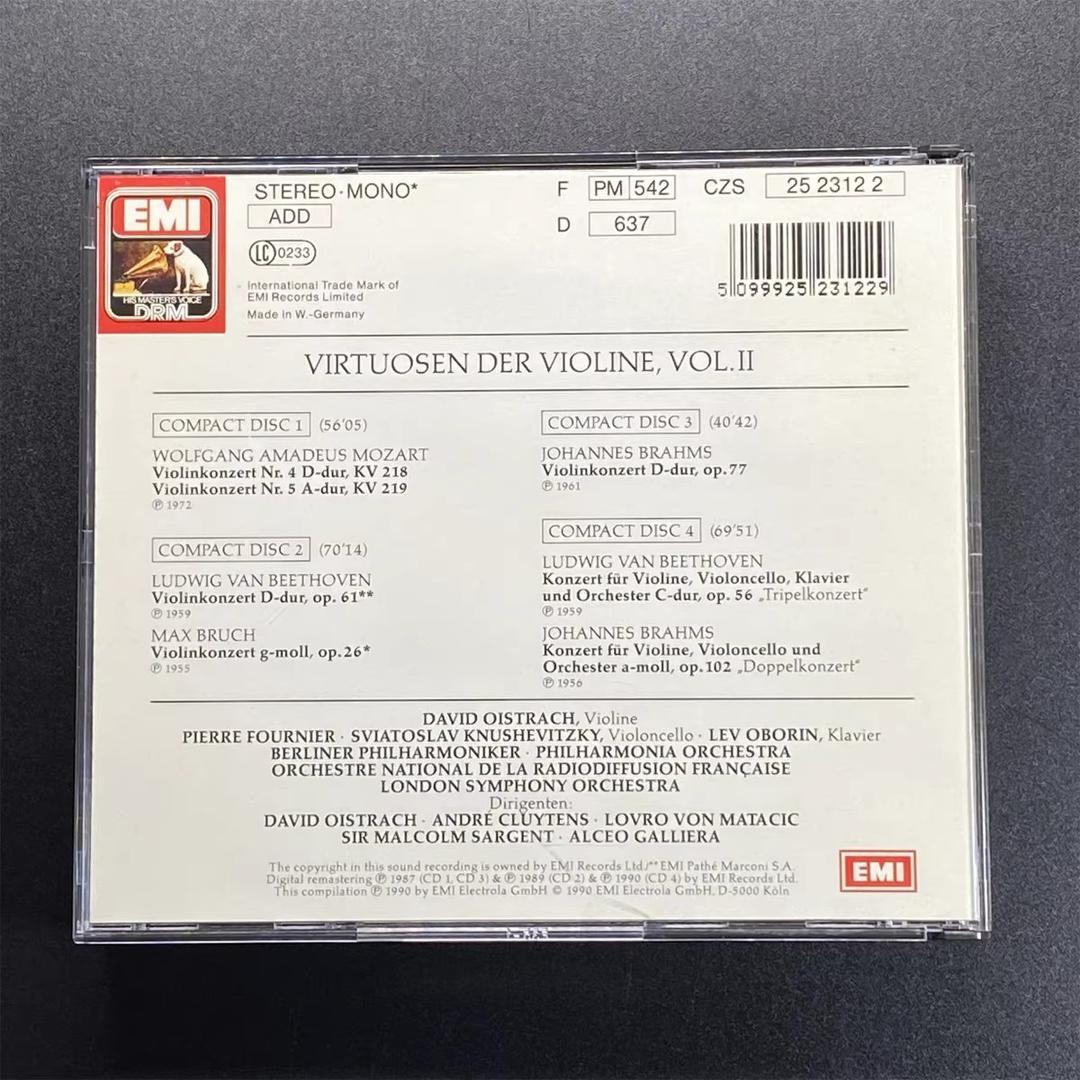 EMI
HIS MASTER'S VOICE
DRM
STEREO · MONO*
ADD
LC 0233
International Trade Mark of
EMI Records Limited
Made in W.-Germany
F PM 542 CZS 25 2312 2
D 637
5 099925 231229
VIRTUOSEN DER VIOLINE, VOL. II
COMPACT DISC 1 (56'05)
WOLFGANG AMADEUS MOZART
Violinkonzert Nr. 4 D-dur, KV 218
Violinkonzert Nr. 5 A-dur, KV 219
℗ 1972
COMPACT DISC 2 (70'14)
LUDWIG VAN BEETHOVEN
Violinkonzert D-dur, op. 61**
℗ 1959
MAX BRUCH
Violinkonzert g-moll, op. 26*
℗ 1955
COMPACT DISC 3 (40'42)
JOHANNES BRAHMS
Violinkonzert D-dur, op. 77
℗ 1961
COMPACT DISC 4 (69'51)
LUDWIG VAN BEETHOVEN
Konzert für Violine, Violoncello, Klavier
und Orchester C-dur, op. 56 „Tripelkonzert“
℗ 1959
JOHANNES BRAHMS
Konzert für Violine, Violoncello und
Orchester a-moll, op. 102 „Doppelkonzert“
℗ 1956
DAVID OISTRACH, Violine
PIERRE FOURNIER · SVIATOSLAV KNUSHEVITZKY, Violoncello · LEV OBORIN, Klavier
BERLINER PHILHARMONIKER · PHILHARMONIA ORCHESTRA
ORCHESTRE NATIONAL DE LA RADIODIFFUSION FRANÇAISE
LONDON SYMPHONY ORCHESTRA
Dirigenten:
DAVID OISTRACH · ANDRÉ CLUYTENS · LOVRO VON MATACIC
SIR MALCOLM SARGENT · ALCEO GALLIERA
The copyright in this sound recording is owned by EMI Records Ltd./** EMI Pathé Marconi S.A.
Digital remastering ℗ 1987 (CD 1, CD 3) & ℗ 1989 (CD 2) & ℗ 1990 (CD 4) by EMI Records Ltd.
This compilation ℗ 1990 by EMI Electrola GmbH © 1990 EMI Electrola GmbH, D-5000 Köln
EMI